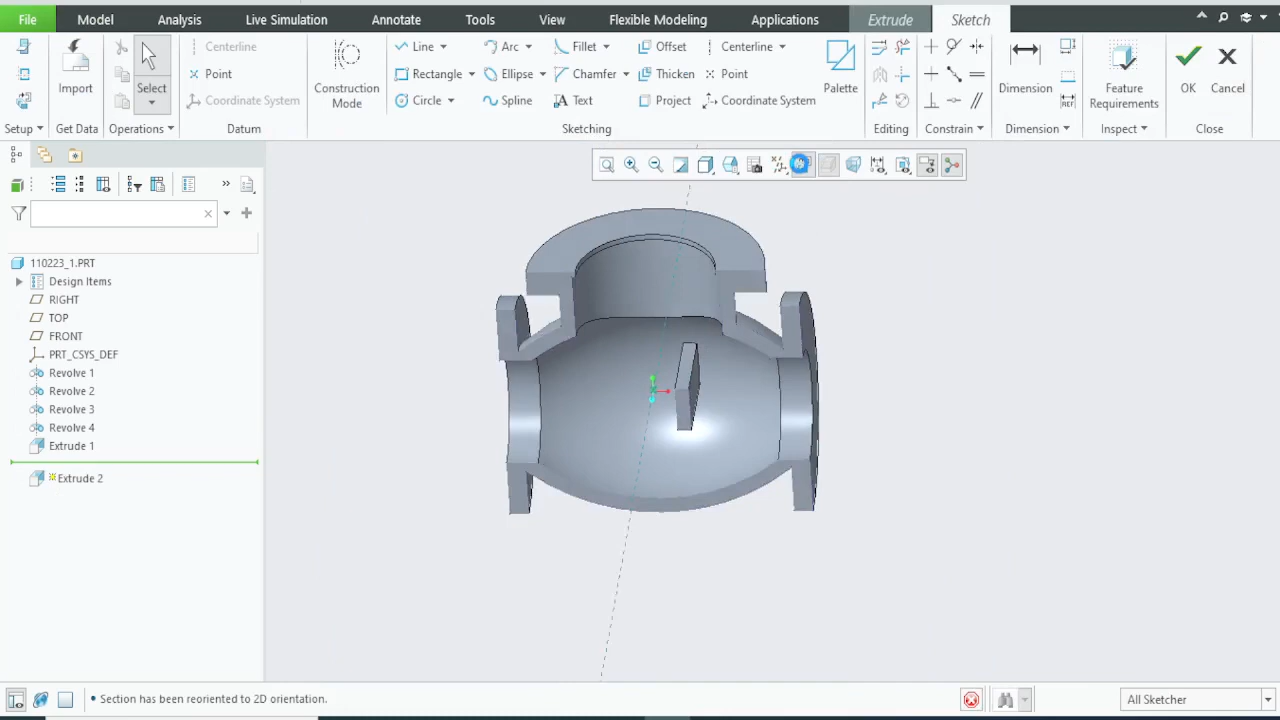 File Model Analysis Live Simulation Annotate Tools View Flexible Modeling Applications Extrude Sketch
Import
Select
Centerline
Point
Coordinate System
Construction
Mode
Line Arc Fillet Offset Centerline
Rectangle Ellipse Chamfer Thicken Point
Circle Spline Text Project Coordinate System
Palette
Dimension
REF
Feature
Requirements
OK
Cancel
Setup Get Data Operations Datum Sketching Editing Constrain Dimension Inspect Close
110223_1.PRT
Design Items
RIGHT
TOP
FRONT
PRT_CSYS_DEF
Revolve 1
Revolve 2
Revolve 3
Revolve 4
Extrude 1
Extrude 2
• Section has been reoriented to 2D orientation.
All Sketcher